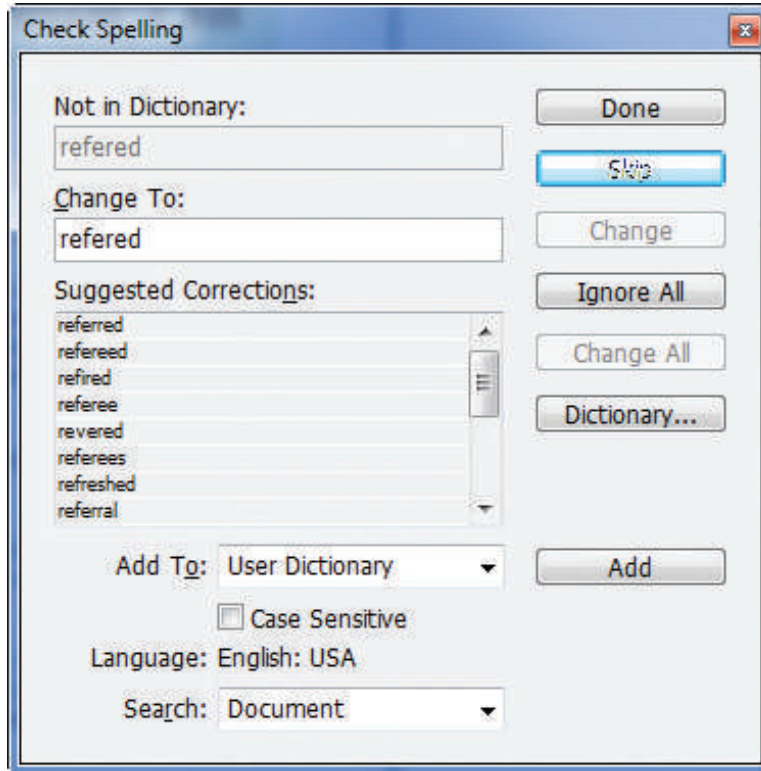 Check Spelling
Not in Dictionary:
refered
Change To:
refered
Suggested Corrections:
referred
refereed
refired
referee
revered
referees
refreshed
referral
Done
Skip
Change
Ignore All
Change All
Dictionary...
Add To: User Dictionary
Add
Case Sensitive
Language: English: USA
Search: Document